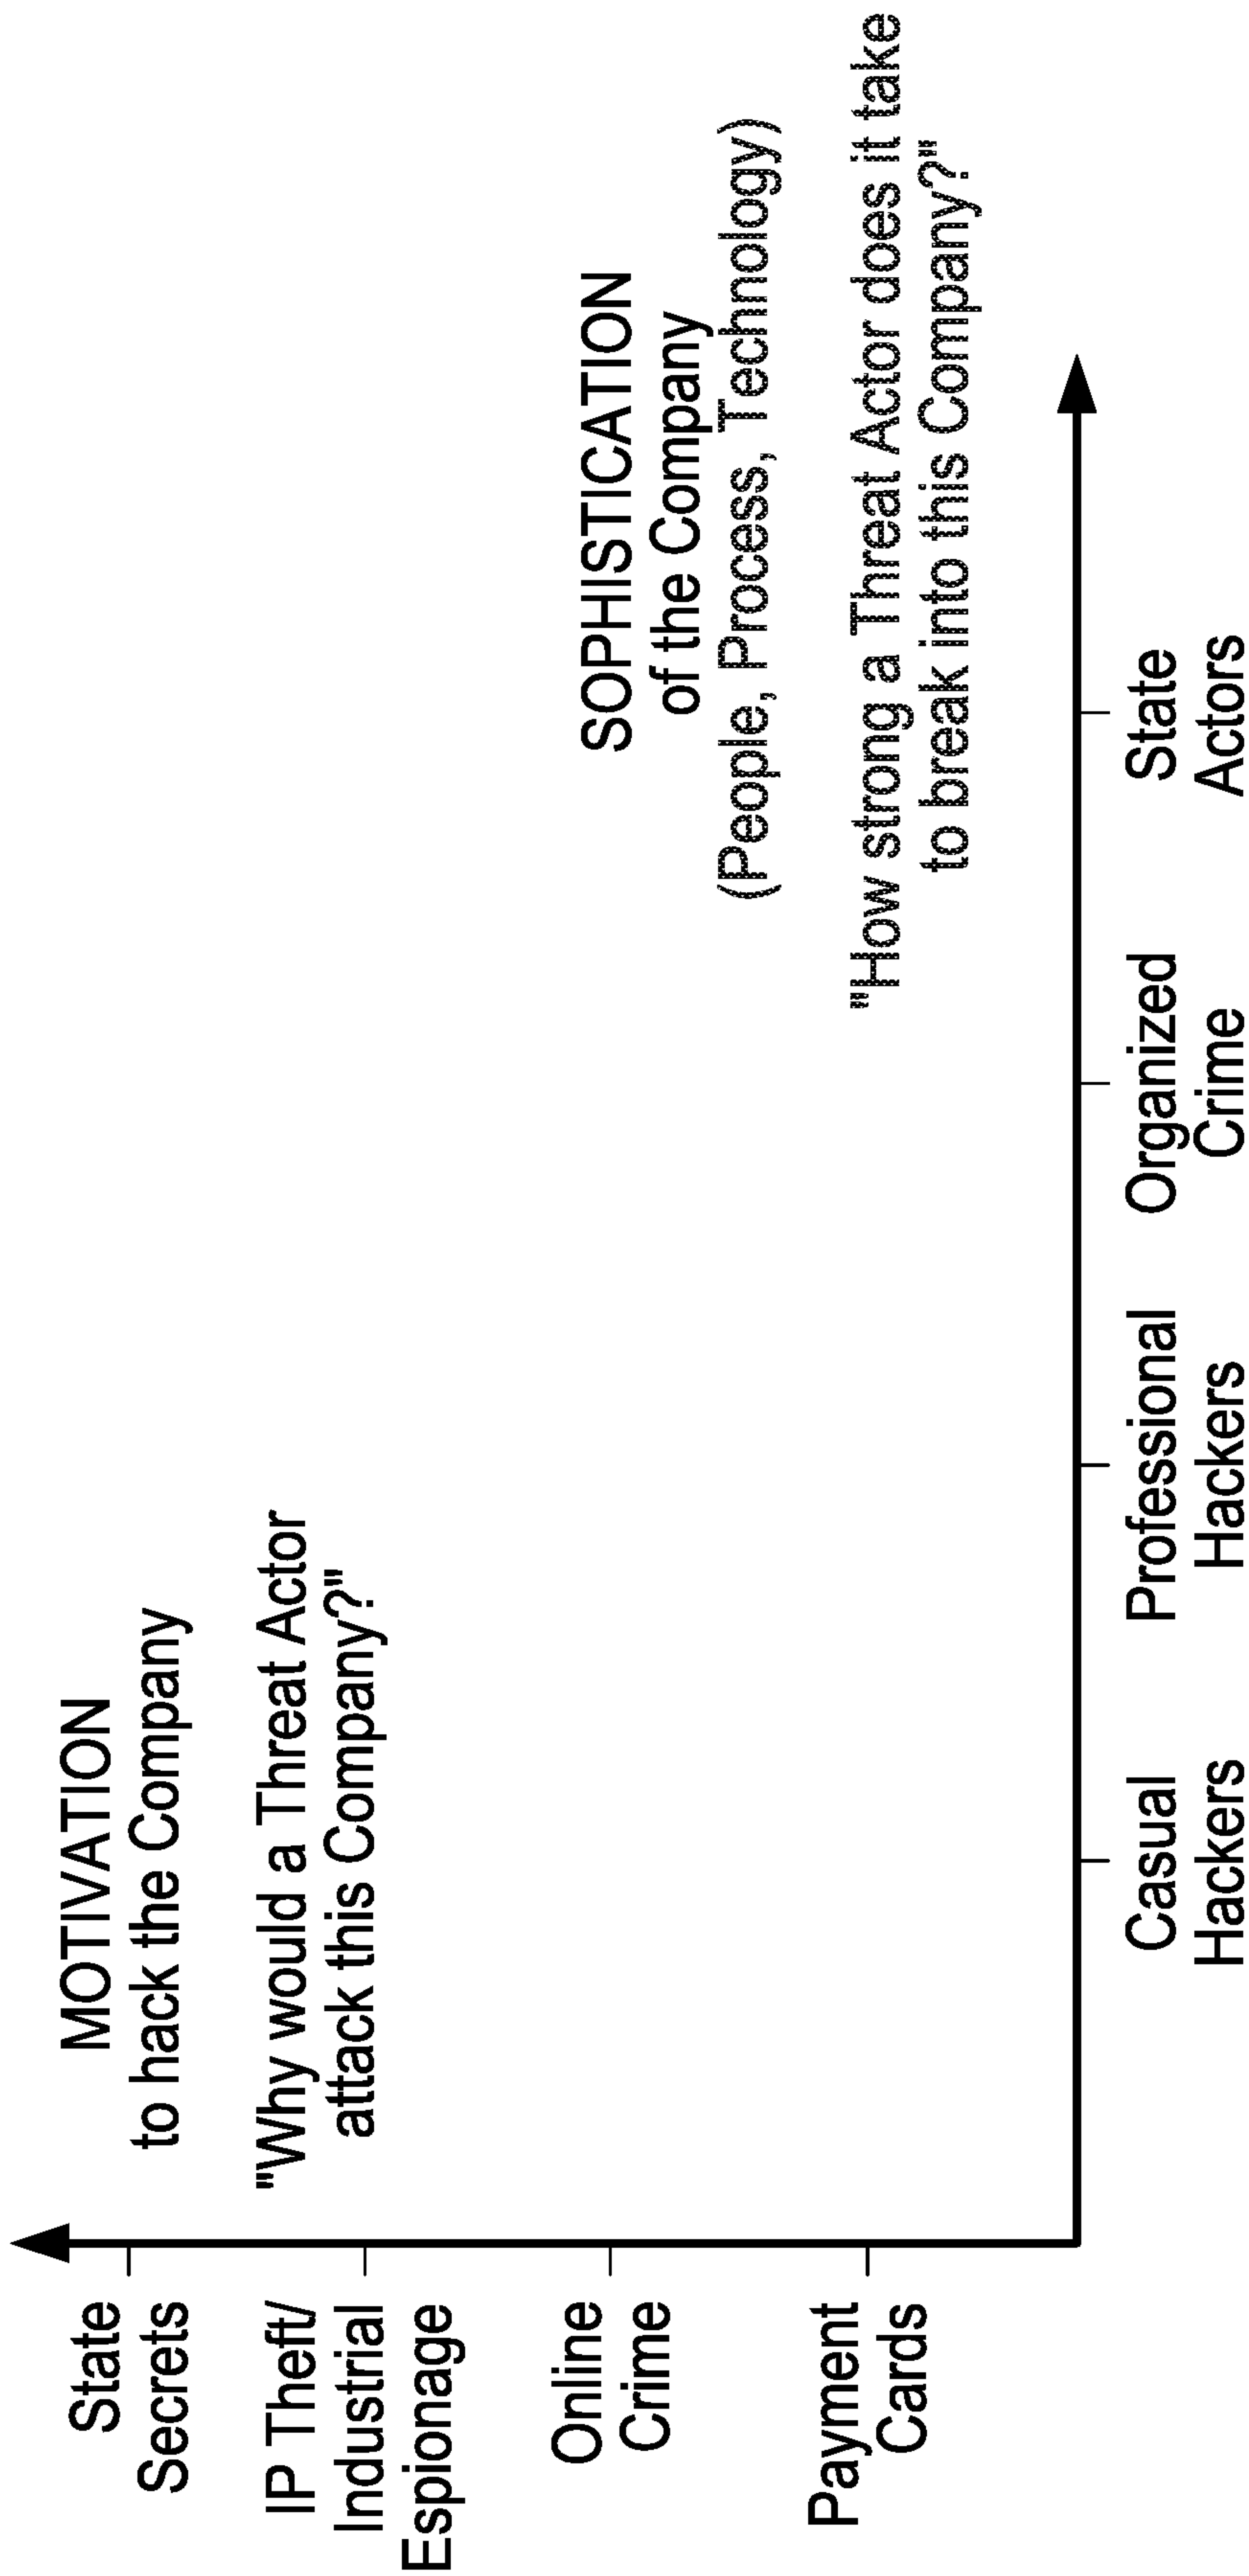 MOTIVATION
to hack the Company
"Why would a Threat Actor
attack this Company?"
State
Secrets
IP Theft/
Industrial
Espionage
Online
Crime
Payment
Cards
SOPHISTICATION
of the Company
(People, Process, Technology)
"How strong a Threat Actor does it take
to break into this Company?"
Casual
Hackers
Professional
Hackers
Organized
Crime
State
Actors